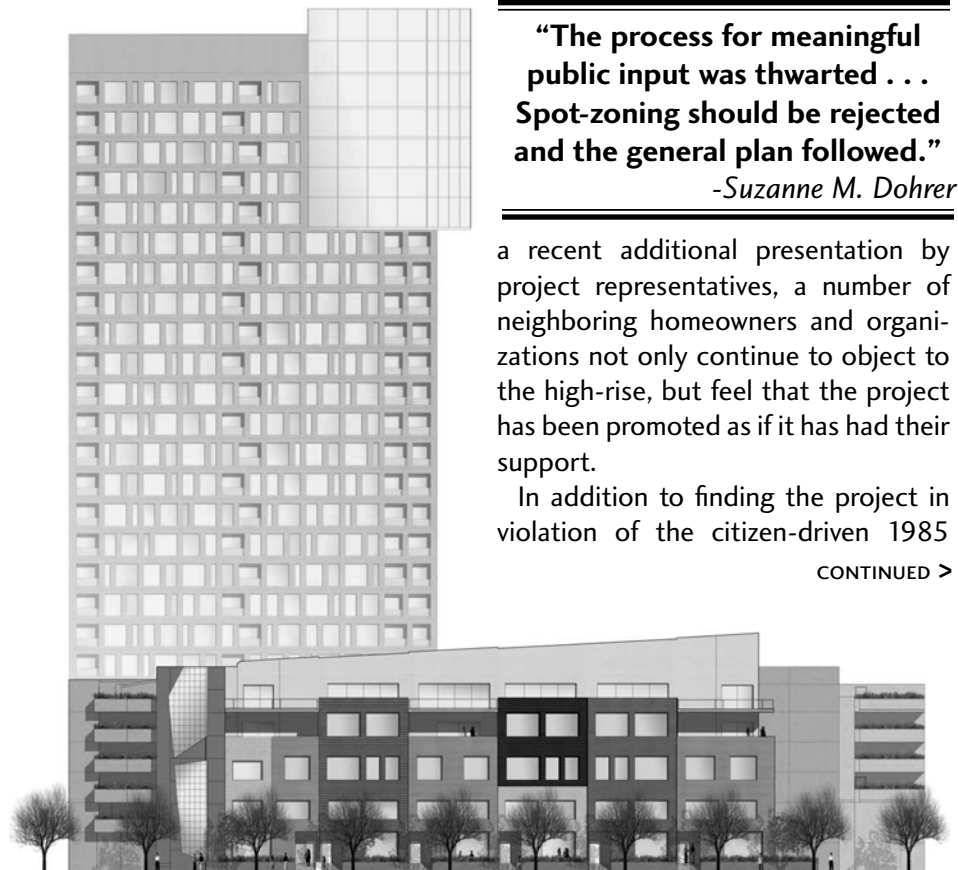 “The process for meaningful
public input was thwarted . . .
Spot-zoning should be rejected
and the general plan followed.”
-Suzanne M. Dohrer
a recent additional presentation by
project representatives, a number of
neighboring homeowners and organi-
zations not only continue to object to
the high-rise, but feel that the project
has been promoted as if it has had their
support.
In addition to finding the project in
violation of the citizen-driven 1985
CONTINUED >